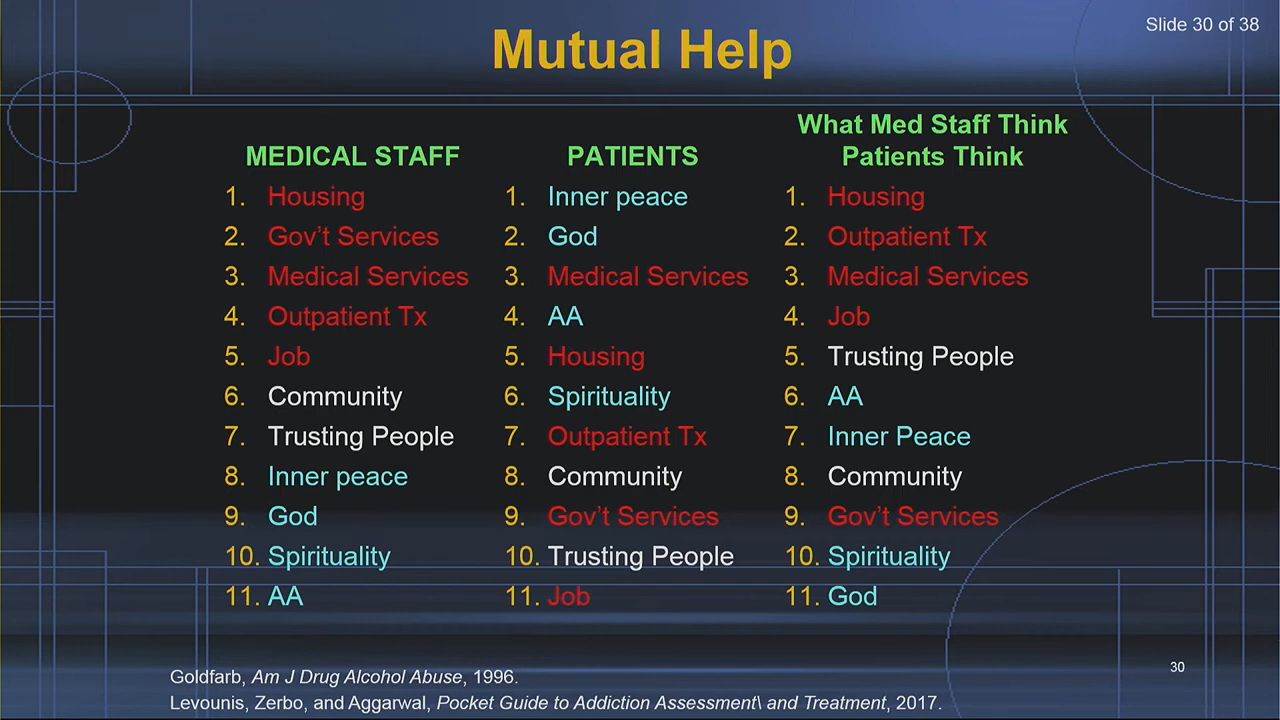 Slide 30 of 38
Mutual Help
MEDICAL STAFF
1. Housing
2. Gov't Services
3. Medical Services
4. Outpatient Tx
5. Job
6. Community
7. Trusting People
8. Inner peace
9. God
10. Spirituality
11. AA
PATIENTS
1. Inner peace
2. God
3. Medical Services
4. AA
5. Housing
6. Spirituality
7. Outpatient Tx
8. Community
9. Gov't Services
10. Trusting People
11. Job
What Med Staff Think
Patients Think
1. Housing
2. Outpatient Tx
3. Medical Services
4. Job
5. Trusting People
6. AA
7. Inner Peace
8. Community
9. Gov't Services
10. Spirituality
11. God
Goldfarb, Am J Drug Alcohol Abuse, 1996.
Levounis, Zerbo, and Aggarwal, Pocket Guide to Addiction Assessment\ and Treatment, 2017.
30